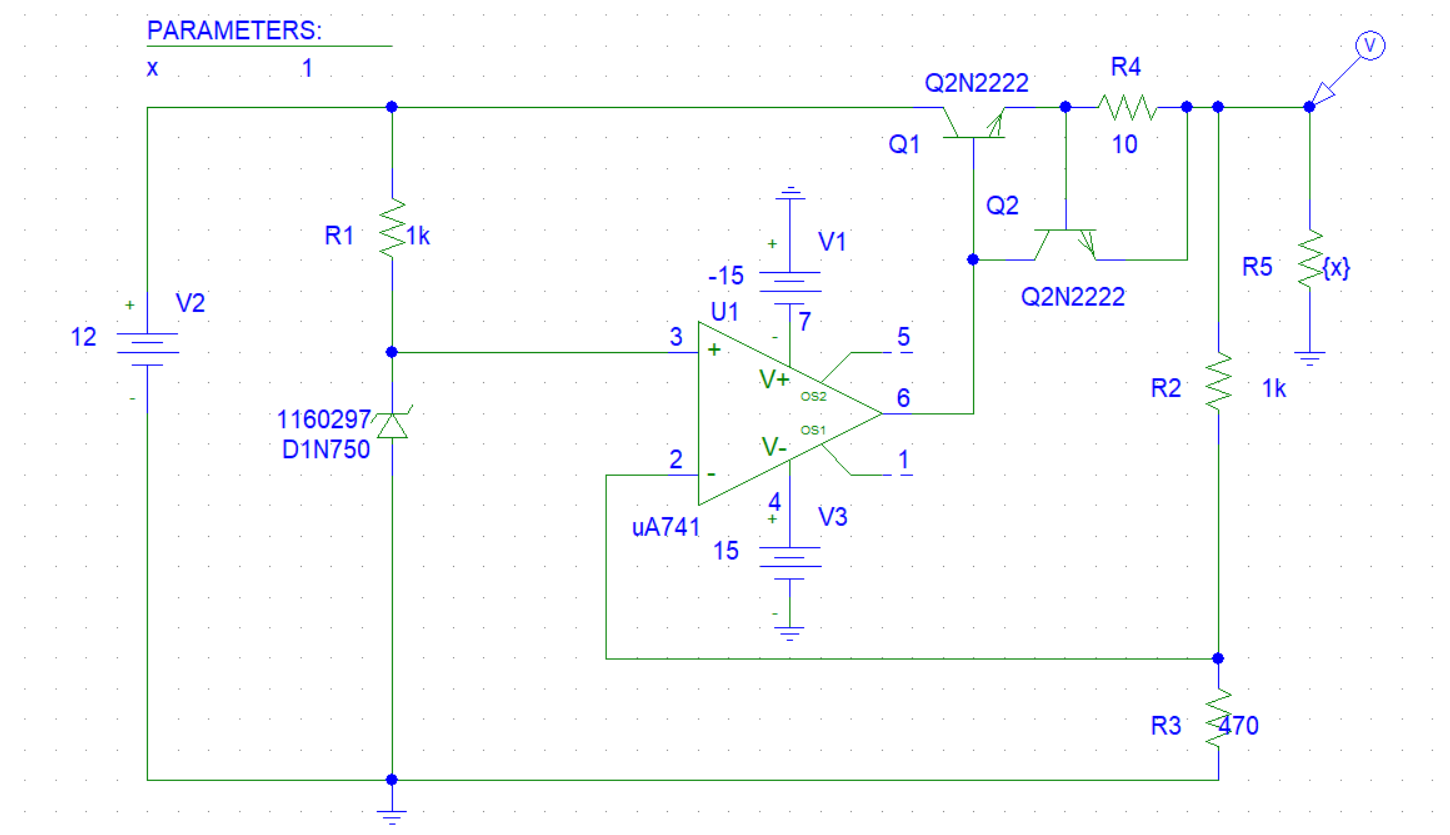 PARAMETERS:
x 1
V
R4
Q2N2222
Q1
10
Q2
R1
1k
V1
-15
R5
{x}
Q2N2222
+
V2
12
-
U1
7
3
+
-
5
V+
OS2
6
R2
1k
1160297
D1N750
OS1
V-
2
-
1
4
+
V3
uA741
15
-
R3
470